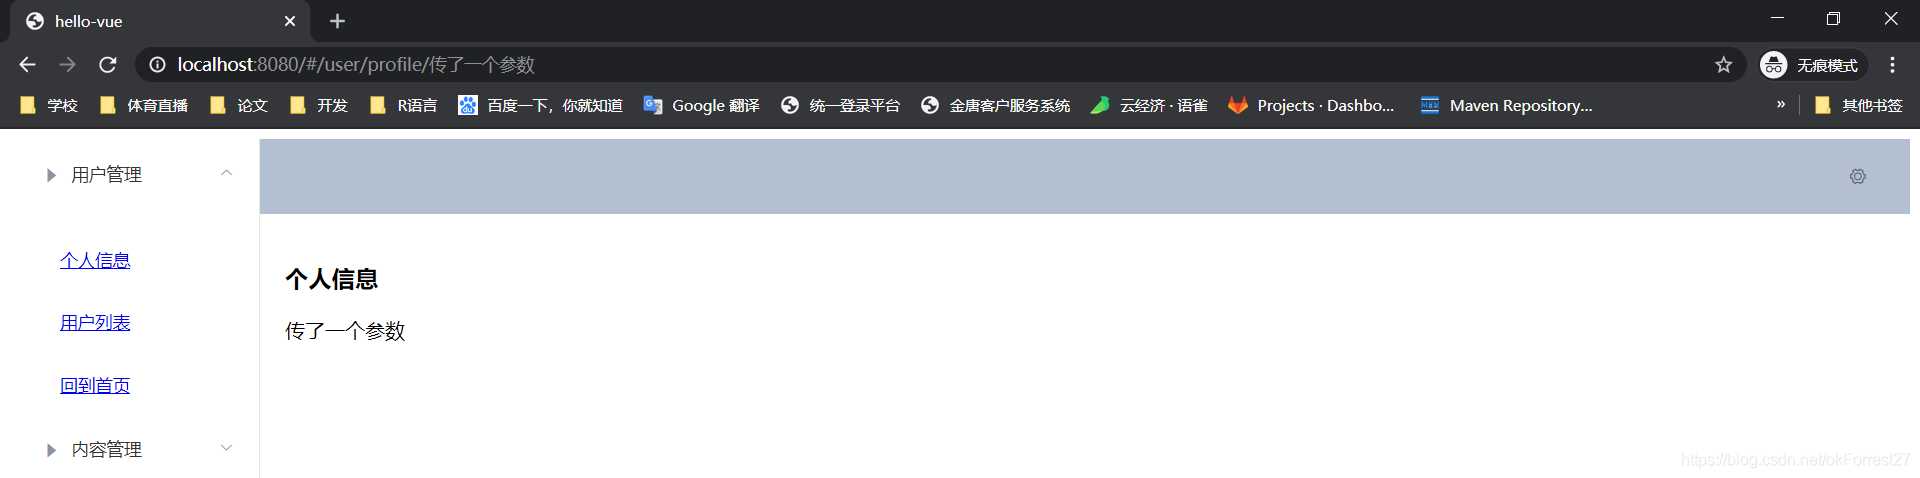 hello-vue
localhost:8080/#/user/profile/传了一个参数
无痕模式
学校 体育直播 论文 开发 R语言 百度一下，你就知道 Google 翻译 统一登录平台 金唐客户服务系统 云经济 · 语雀 Projects · Dashbo... Maven Repository... » 其他书签
用户管理
个人信息
用户列表
回到首页
内容管理
个人信息
传了一个参数
https://blog.csdn.net/okForrest27